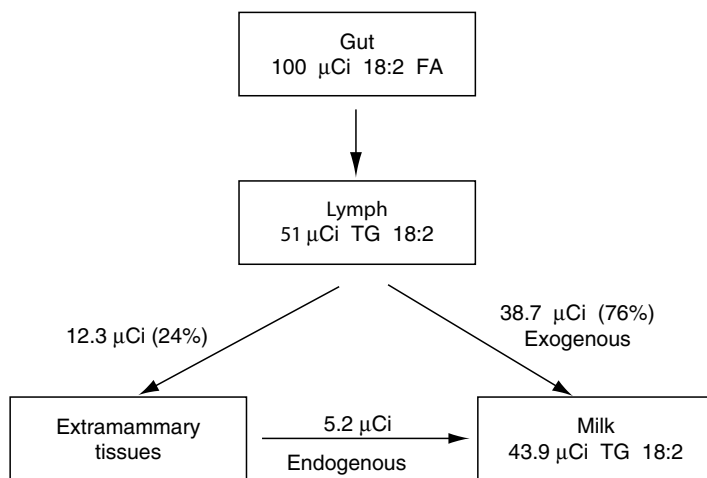 Gut
100 μCi 18:2 FA
Lymph
51 μCi TG 18:2
12.3 μCi (24%)
38.7 μCi (76%)
Exogenous
Extramammary
tissues
5.2 μCi
Endogenous
Milk
43.9 μCi TG 18:2